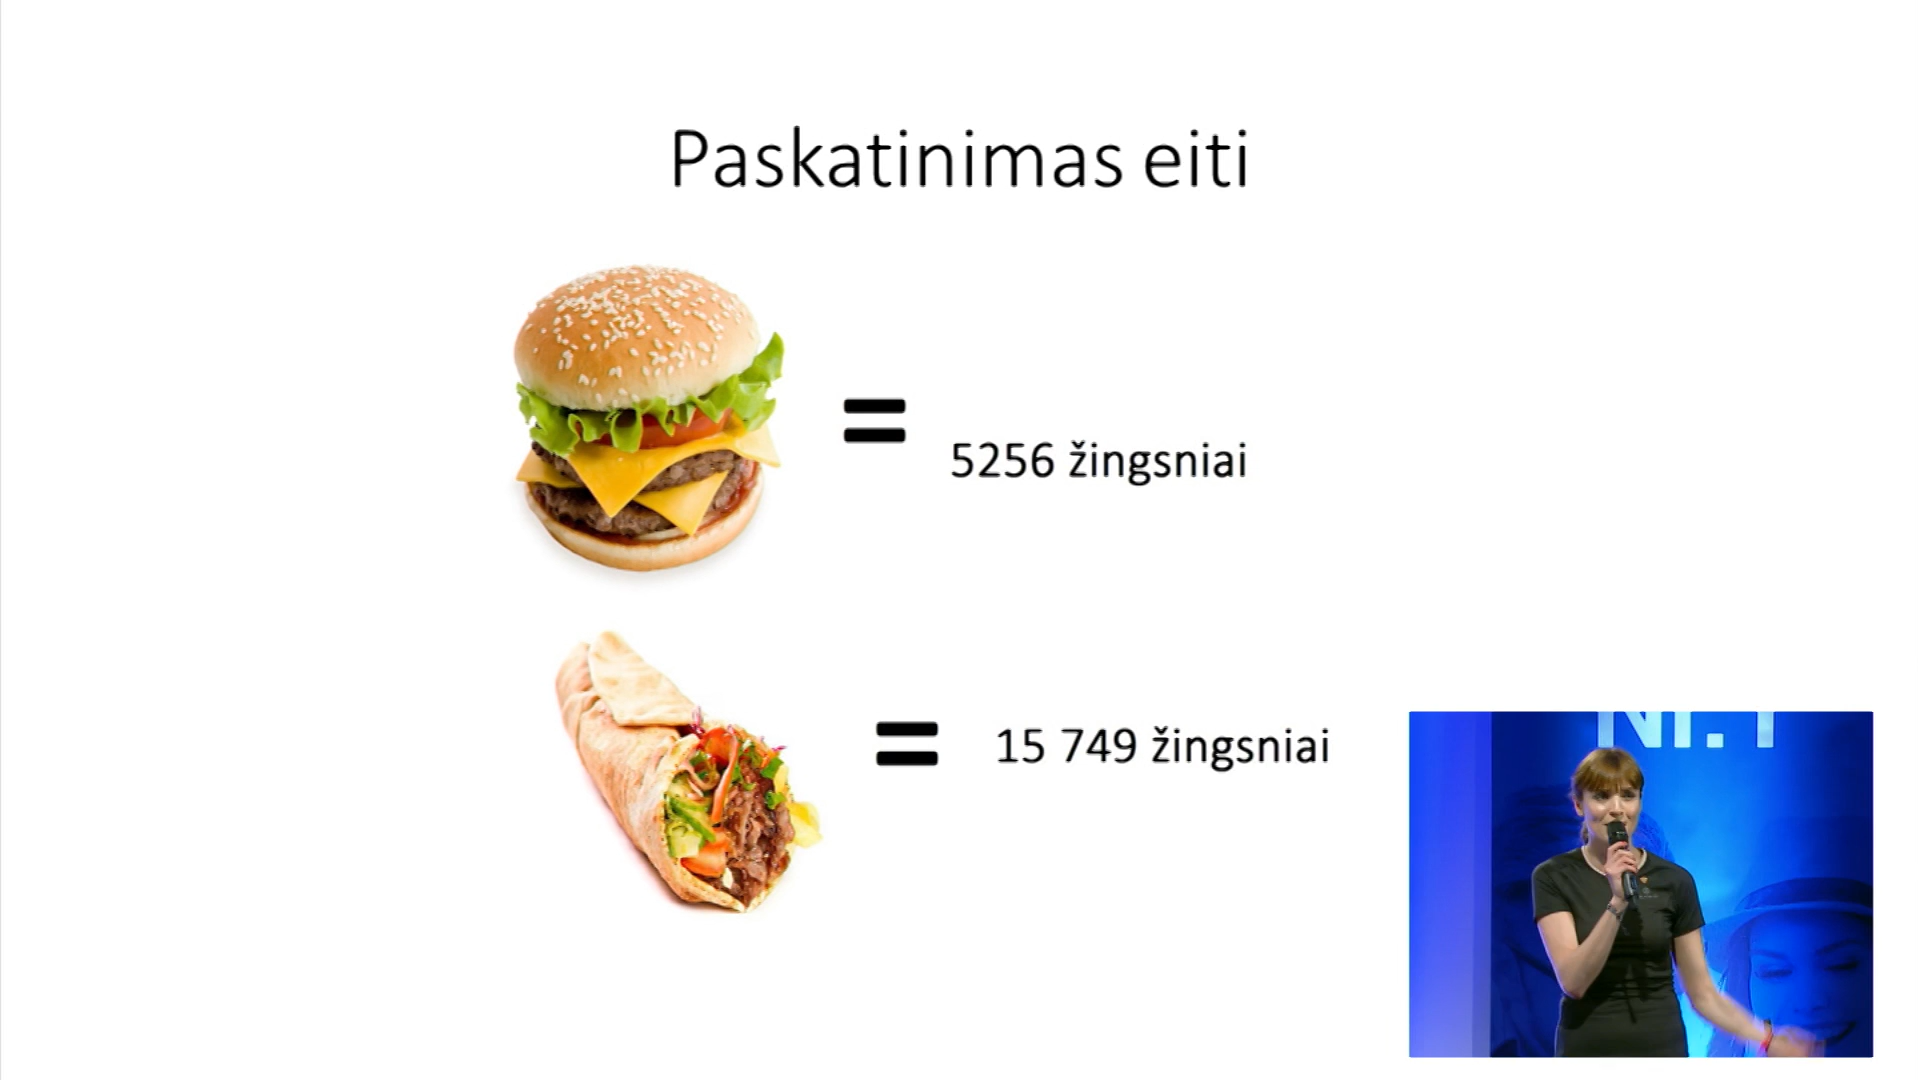 Paskatinimas eiti
=
5256 žingsniai
=
15 749 žingsniai